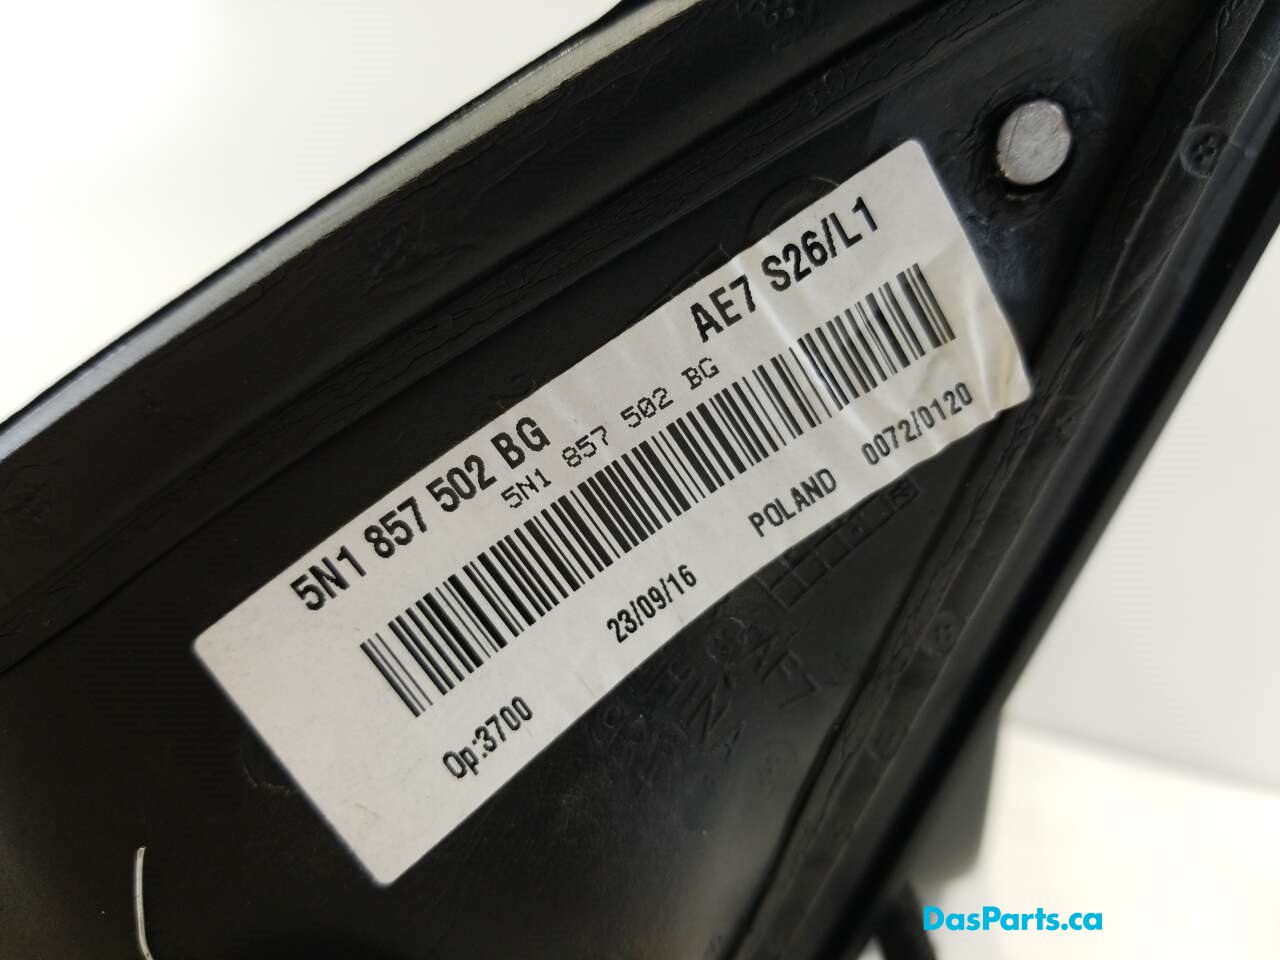 5N1 857 502 BG AE7 S26/L1
5N1 857 502 BG
Op:3700 23/09/16 POLAND 0072/0120
AE7
DasParts.ca